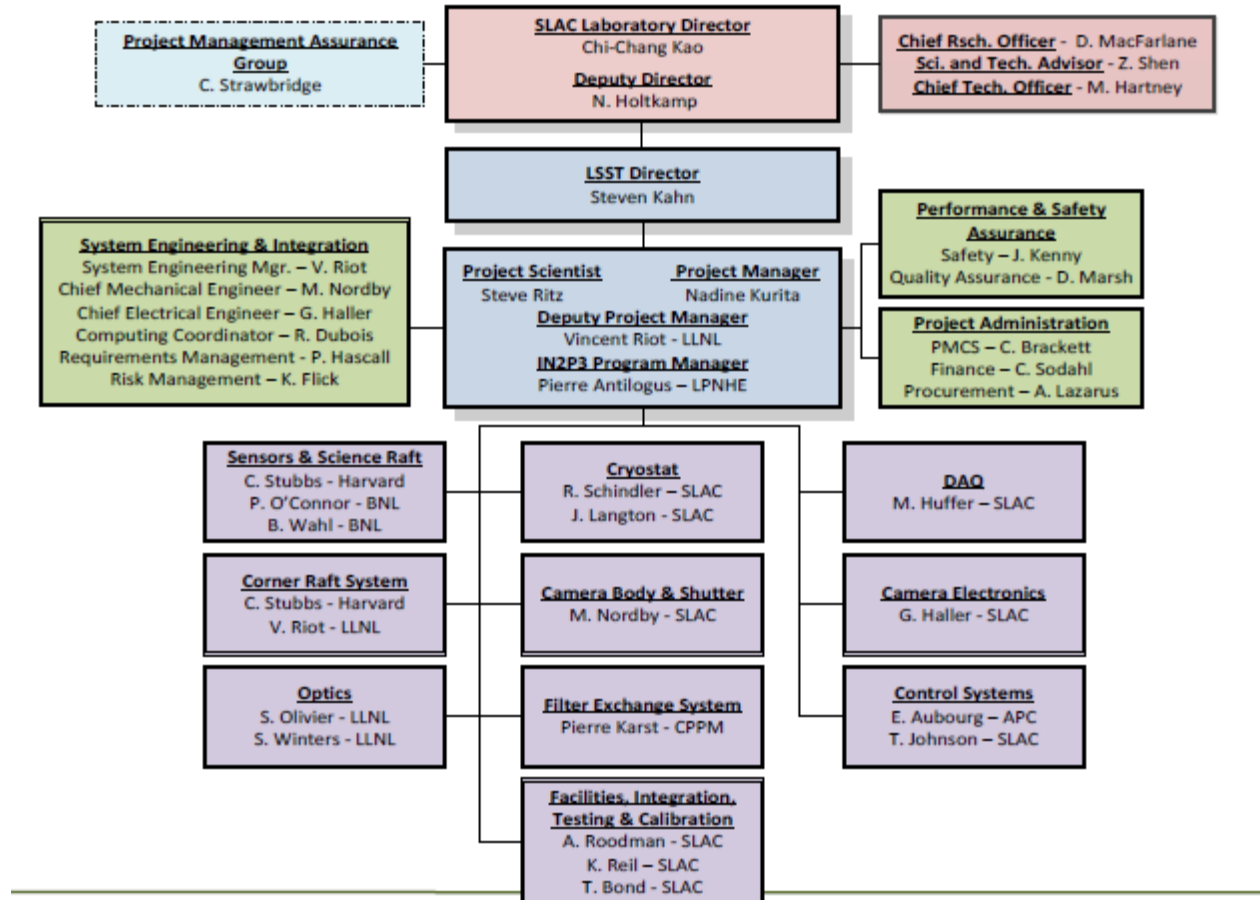 Project Management Assurance
Group
C. Strawbridge
SLAC Laboratory Director
Chi-Chang Kao
Deputy Director
N. Holtkamp
Chief Rsch. Officer - D. MacFarlane
Sci. and Tech. Advisor - Z. Shen
Chief Tech. Officer - M. Hartney
LSST Director
Steven Kahn
System Engineering & Integration
System Engineering Mgr. – V. Riot
Chief Mechanical Engineer – M. Nordby
Chief Electrical Engineer – G. Haller
Computing Coordinator – R. Dubois
Requirements Management - P. Hascall
Risk Management – K. Flick
Project Scientist Project Manager
Steve Ritz Nadine Kurita
Deputy Project Manager
Vincent Riot - LLNL
IN2P3 Program Manager
Pierre Antilogus – LPNHE
Performance & Safety
Assurance
Safety – J. Kenny
Quality Assurance - D. Marsh
Project Administration
PMCS – C. Brackett
Finance – C. Sodahl
Procurement – A. Lazarus
Sensors & Science Raft
C. Stubbs - Harvard
P. O’Connor - BNL
B. Wahl - BNL
Cryostat
R. Schindler – SLAC
J. Langton - SLAC
DAQ
M. Huffer – SLAC
Corner Raft System
C. Stubbs - Harvard
V. Riot - LLNL
Camera Body & Shutter
M. Nordby - SLAC
Camera Electronics
G. Haller - SLAC
Optics
S. Olivier - LLNL
S. Winters - LLNL
Filter Exchange System
Pierre Karst - CPPM
Control Systems
E. Aubourg – APC
T. Johnson – SLAC
Facilities, Integration,
Testing & Calibration
A. Roodman - SLAC
K. Reil – SLAC
T. Bond - SLAC